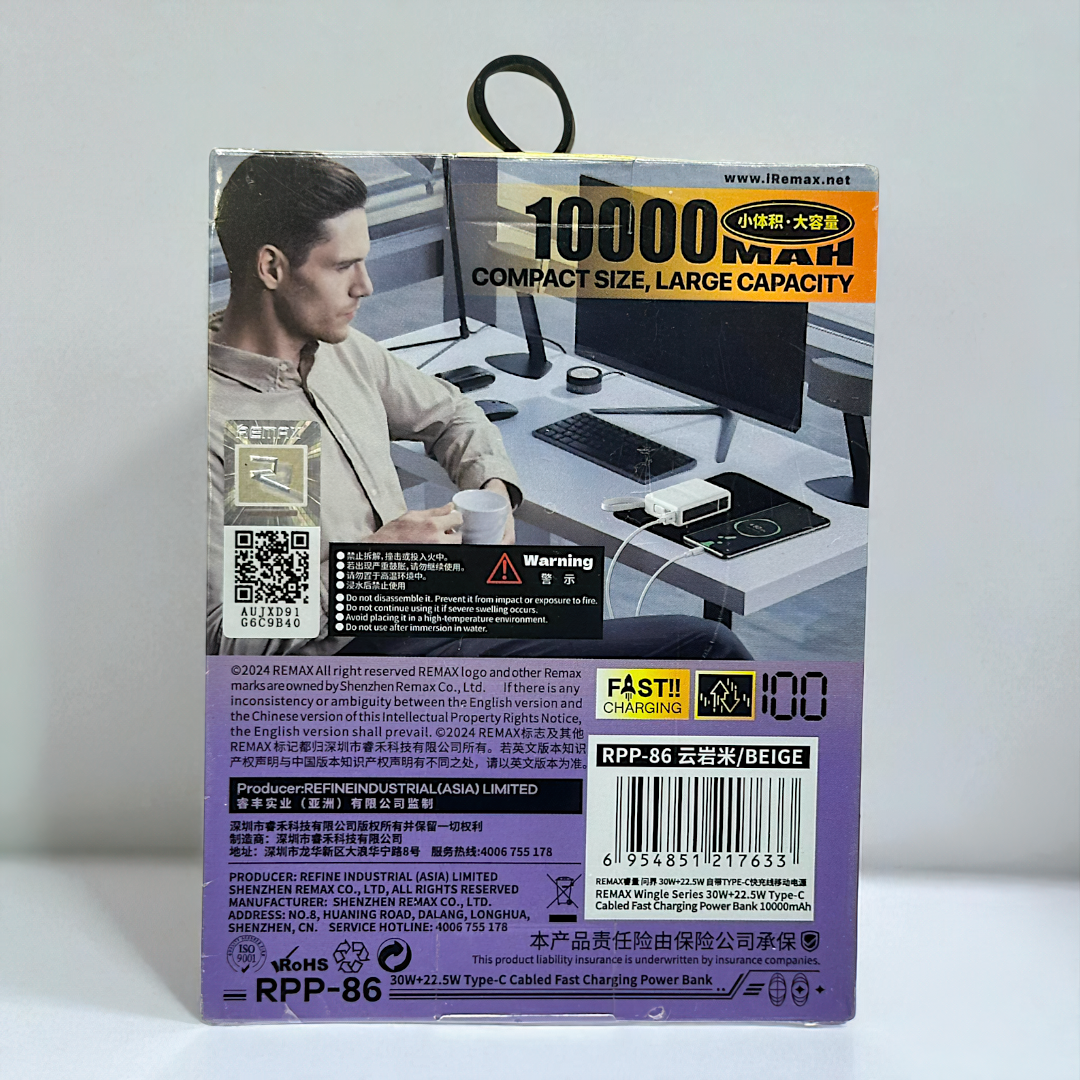 www.iRemax.net
10000
小体积·大容量
MAH
COMPACT SIZE, LARGE CAPACITY
REMAX
AUJXD91
G6C9B40
禁止拆解, 撞击或投入火中。
若出现严重鼓胀, 请勿继续使用。
请勿置于高温环境中。
浸水后禁止使用
Warning
警 示
Do not disassemble it. Prevent it from impact or exposure to fire.
Do not continue using it if severe swelling occurs.
Avoid placing it in a high-temperature environment.
Do not use after immersion in water.
©2024 REMAX All right reserved REMAX logo and other Remax
marks are owned by Shenzhen Remax Co., Ltd. If there is any
inconsistency or ambiguity between the English version and
the Chinese version of this Intellectual Property Rights Notice,
the English version shall prevail. ©2024 REMAX标志及其他
REMAX 标记都归深圳市睿禾科技有限公司所有。若英文版本知识
产权声明与中国版本知识产权声明有不同之处，请以英文版本为准。
FAST!!
CHARGING
100
Producer:REFINEINDUSTRIAL(ASIA) LIMITED
睿丰实业（亚洲）有限公司监制
深圳市睿禾科技有限公司版权所有并保留一切权利
制造商：深圳市睿禾科技有限公司
地址：深圳市龙华新区大浪华宁路8号 服务热线:4006 755 178
RPP-86 云岩米/BEIGE
6 954851 217633
REMAX睿量 问界 30W+22.5W 自带TYPE-C快充线移动电源
REMAX Wingle Series 30W+22.5W Type-C
Cabled Fast Charging Power Bank 10000mAh
PRODUCER: REFINE INDUSTRIAL (ASIA) LIMITED
SHENZHEN REMAX CO., LTD, ALL RIGHTS RESERVED
MANUFACTURER: SHENZHEN REMAX CO., LTD.
ADDRESS: NO.8, HUANING ROAD, DALANG, LONGHUA,
SHENZHEN, CN. SERVICE HOTLINE: 4006 755 178
本产品责任险由保险公司承保
This product liability insurance is underwritten by insurance companies.
ISO
9001
RoHS
RPP-86
30W+22.5W Type-C Cabled Fast Charging Power Bank